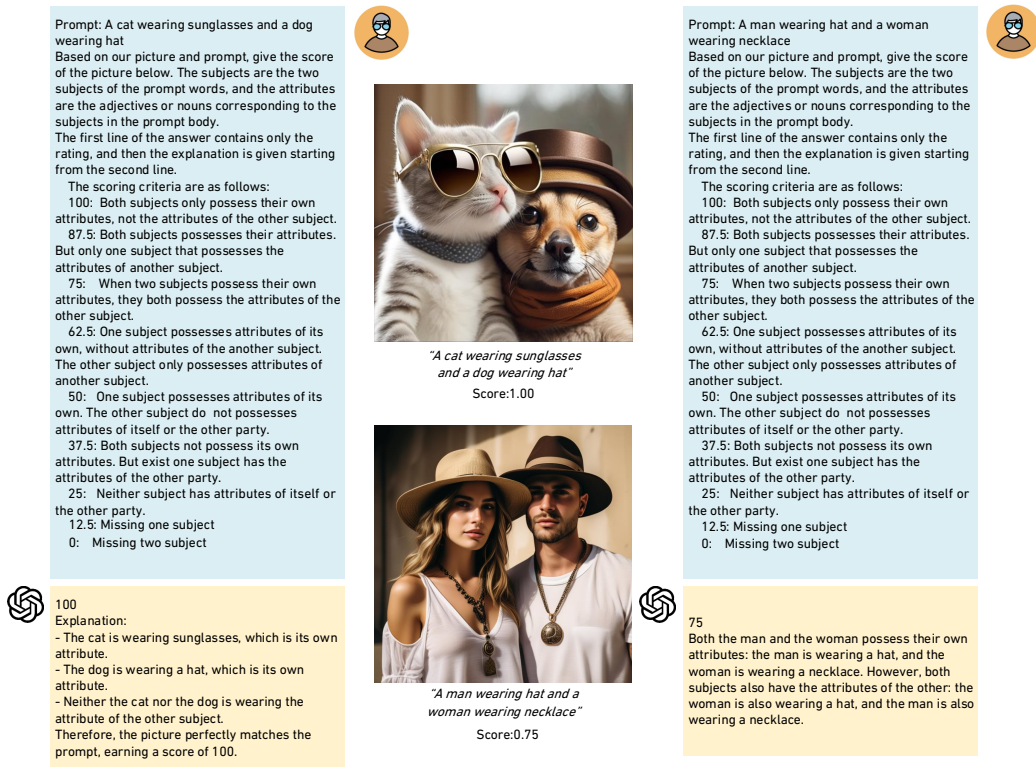 Prompt: A cat wearing sunglasses and a dog
wearing hat
Based on our picture and prompt, give the score
of the picture below. The subjects are the two
subjects of the prompt words, and the attributes
are the adjectives or nouns corresponding to the
subjects in the prompt body.
The first line of the answer contains only the
rating, and then the explanation is given starting
from the second line.
The scoring criteria are as follows:
100: Both subjects only possess their own
attributes, not the attributes of the other subject.
87.5: Both subjects possesses their attributes.
But only one subject that possesses the
attributes of another subject.
75: When two subjects possess their own
attributes, they both possess the attributes of the
other subject.
62.5: One subject possesses attributes of its
own, without attributes of the another subject.
The other subject only possesses attributes of
another subject.
50: One subject possesses attributes of its
own. The other subject do not possesses
attributes of itself or the other party.
37.5: Both subjects not possess its own
attributes. But exist one subject has the
attributes of the other party.
25: Neither subject has attributes of itself or
the other party.
12.5: Missing one subject
0: Missing two subject
100
Explanation:
- The cat is wearing sunglasses, which is its own
attribute.
- The dog is wearing a hat, which is its own
attribute.
- Neither the cat nor the dog is wearing the
attribute of the other subject.
Therefore, the picture perfectly matches the
prompt, earning a score of 100.
"A cat wearing sunglasses
and a dog wearing hat"
Score:1.00
"A man wearing hat and a
woman wearing necklace"
Score:0.75
Prompt: A man wearing hat and a woman
wearing necklace
Based on our picture and prompt, give the score
of the picture below. The subjects are the two
subjects of the prompt words, and the attributes
are the adjectives or nouns corresponding to the
subjects in the prompt body.
The first line of the answer contains only the
rating, and then the explanation is given starting
from the second line.
The scoring criteria are as follows:
100: Both subjects only possess their own
attributes, not the attributes of the other subject.
87.5: Both subjects possesses their attributes.
But only one subject that possesses the
attributes of another subject.
75: When two subjects possess their own
attributes, they both possess the attributes of the
other subject.
62.5: One subject possesses attributes of its
own, without attributes of the another subject.
The other subject only possesses attributes of
another subject.
50: One subject possesses attributes of its
own. The other subject do not possesses
attributes of itself or the other party.
37.5: Both subjects not possess its own
attributes. But exist one subject has the
attributes of the other party.
25: Neither subject has attributes of itself or
the other party.
12.5: Missing one subject
0: Missing two subject
75
Both the man and the woman possess their own
attributes: the man is wearing a hat, and the
woman is wearing a necklace. However, both
subjects also have the attributes of the other: the
woman is also wearing a hat, and the man is also
wearing a necklace.